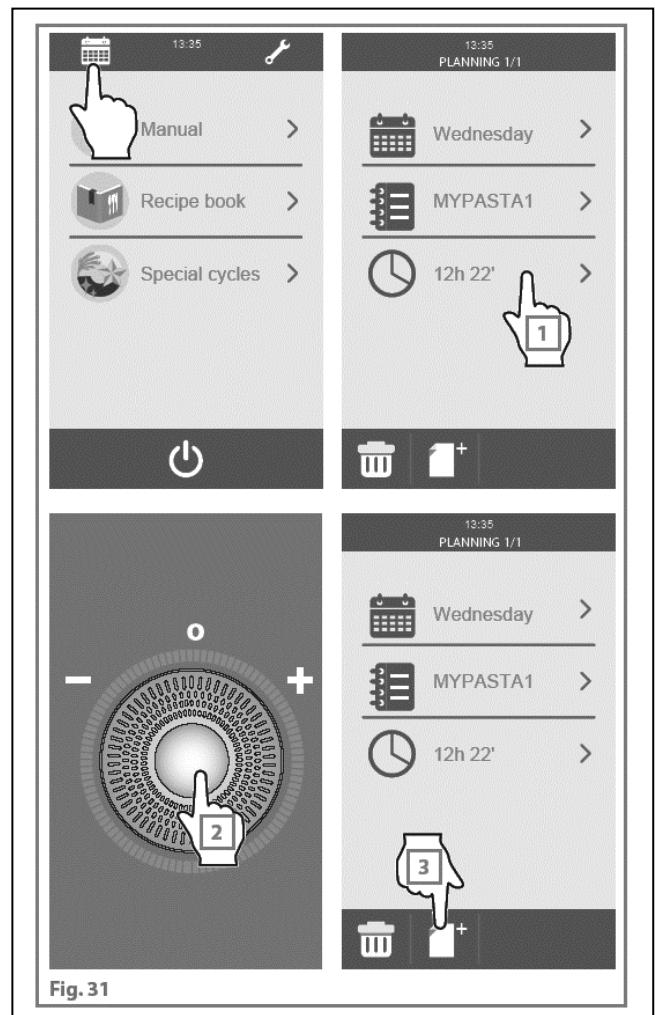 13:35
Manual
Recipe book
Special cycles
13:35
PLANNING 1/1
Wednesday
MYPASTA1
12h 22'
1
+
o
− +
2
13:35
PLANNING 1/1
Wednesday
MYPASTA1
12h 22'
3
+
Fig. 31